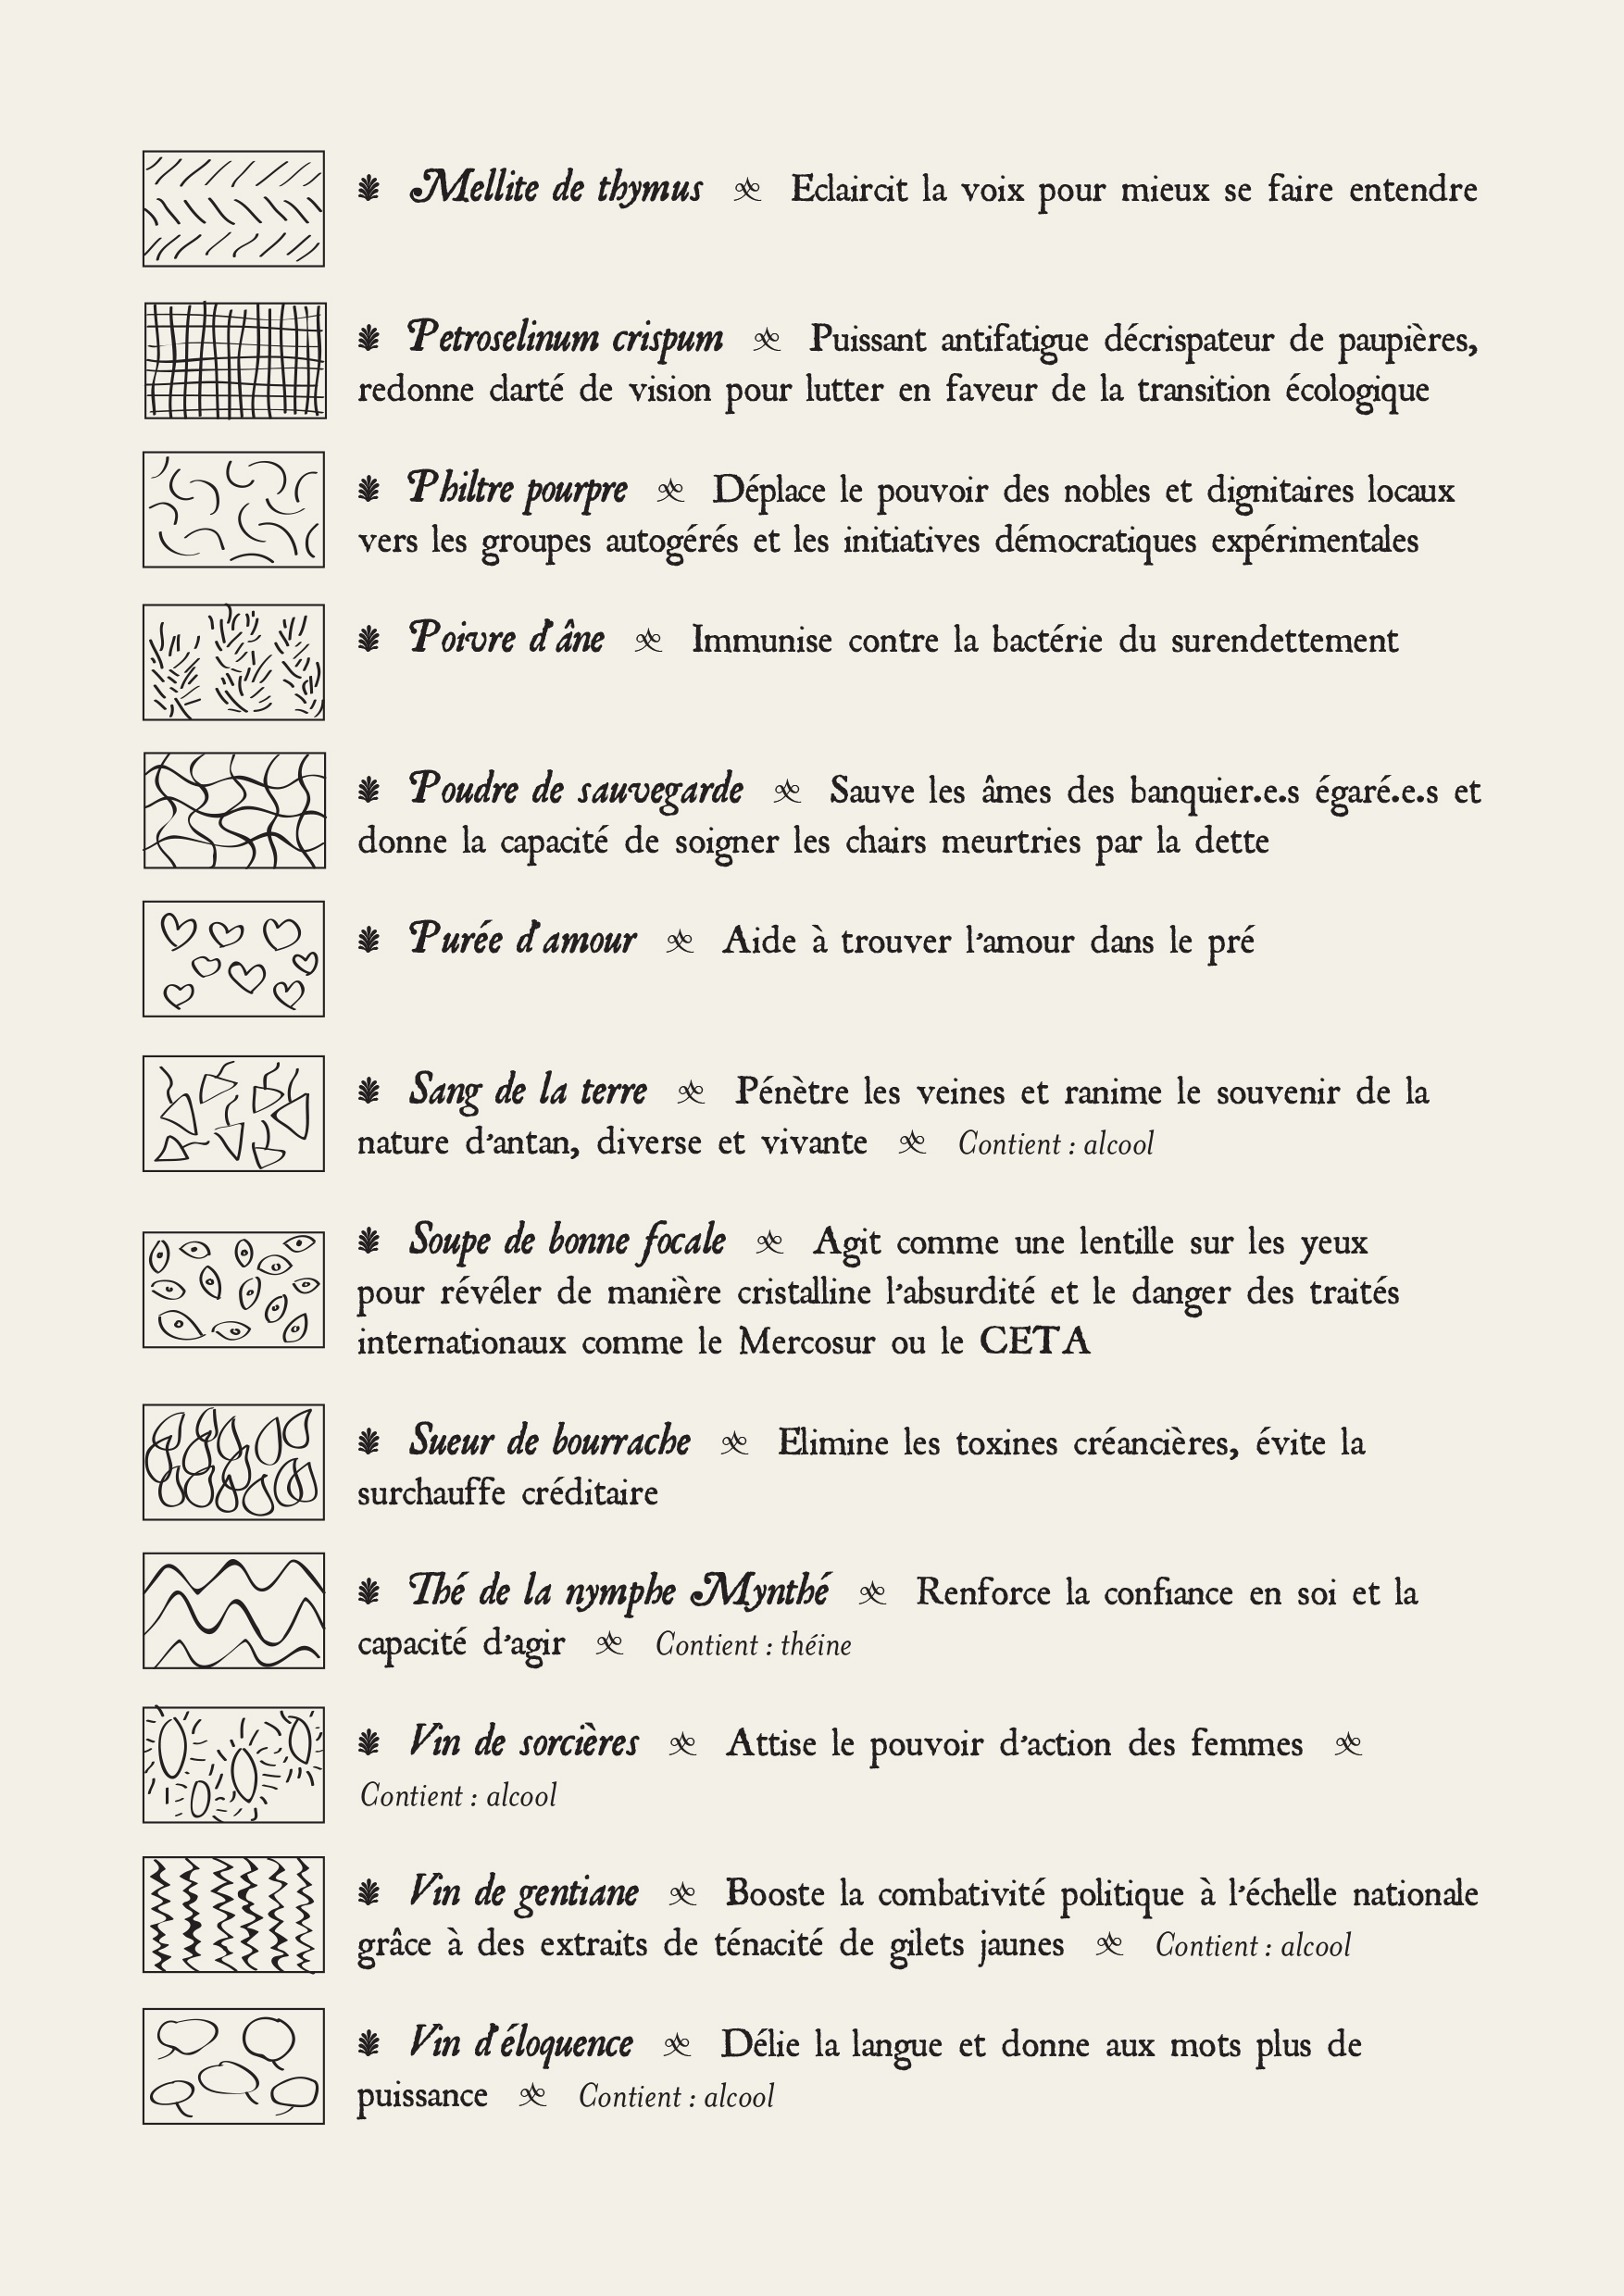 Mellite de thymus Eclaircit la voix pour mieux se faire entendre
Petroselinum crispum Puissant antifatigue décrispateur de paupières,
redonne clarté de vision pour lutter en faveur de la transition écologique
Philtre pourpre Déplace le pouvoir des nobles et dignitaires locaux
vers les groupes autogérés et les initiatives démocratiques expérimentales
Poivre d'âne Immunise contre la bactérie du surendettement
Poudre de sauvegarde Sauve les âmes des banquier.e.s égaré.e.s et
donne la capacité de soigner les chairs meurtries par la dette
Purée d'amour Aide à trouver l'amour dans le pré
Sang de la terre Pénètre les veines et ranime le souvenir de la
nature d'antan, diverse et vivante Contient : alcool
Soupe de bonne focale Agit comme une lentille sur les yeux
pour révéler de manière cristalline l'absurdité et le danger des traités
internationaux comme le Mercosur ou le CETA
Sueur de bourrache Elimine les toxines créancières, évite la
surchauffe créditaire
Thé de la nymphe Mynthé Renforce la confiance en soi et la
capacité d'agir Contient : théine
Vin de sorcières Attise le pouvoir d'action des femmes
Contient : alcool
Vin de gentiane Booste la combativité politique à l'échelle nationale
grâce à des extraits de ténacité de gilets jaunes Contient : alcool
Vin d'éloquence Délie la langue et donne aux mots plus de
puissance Contient : alcool